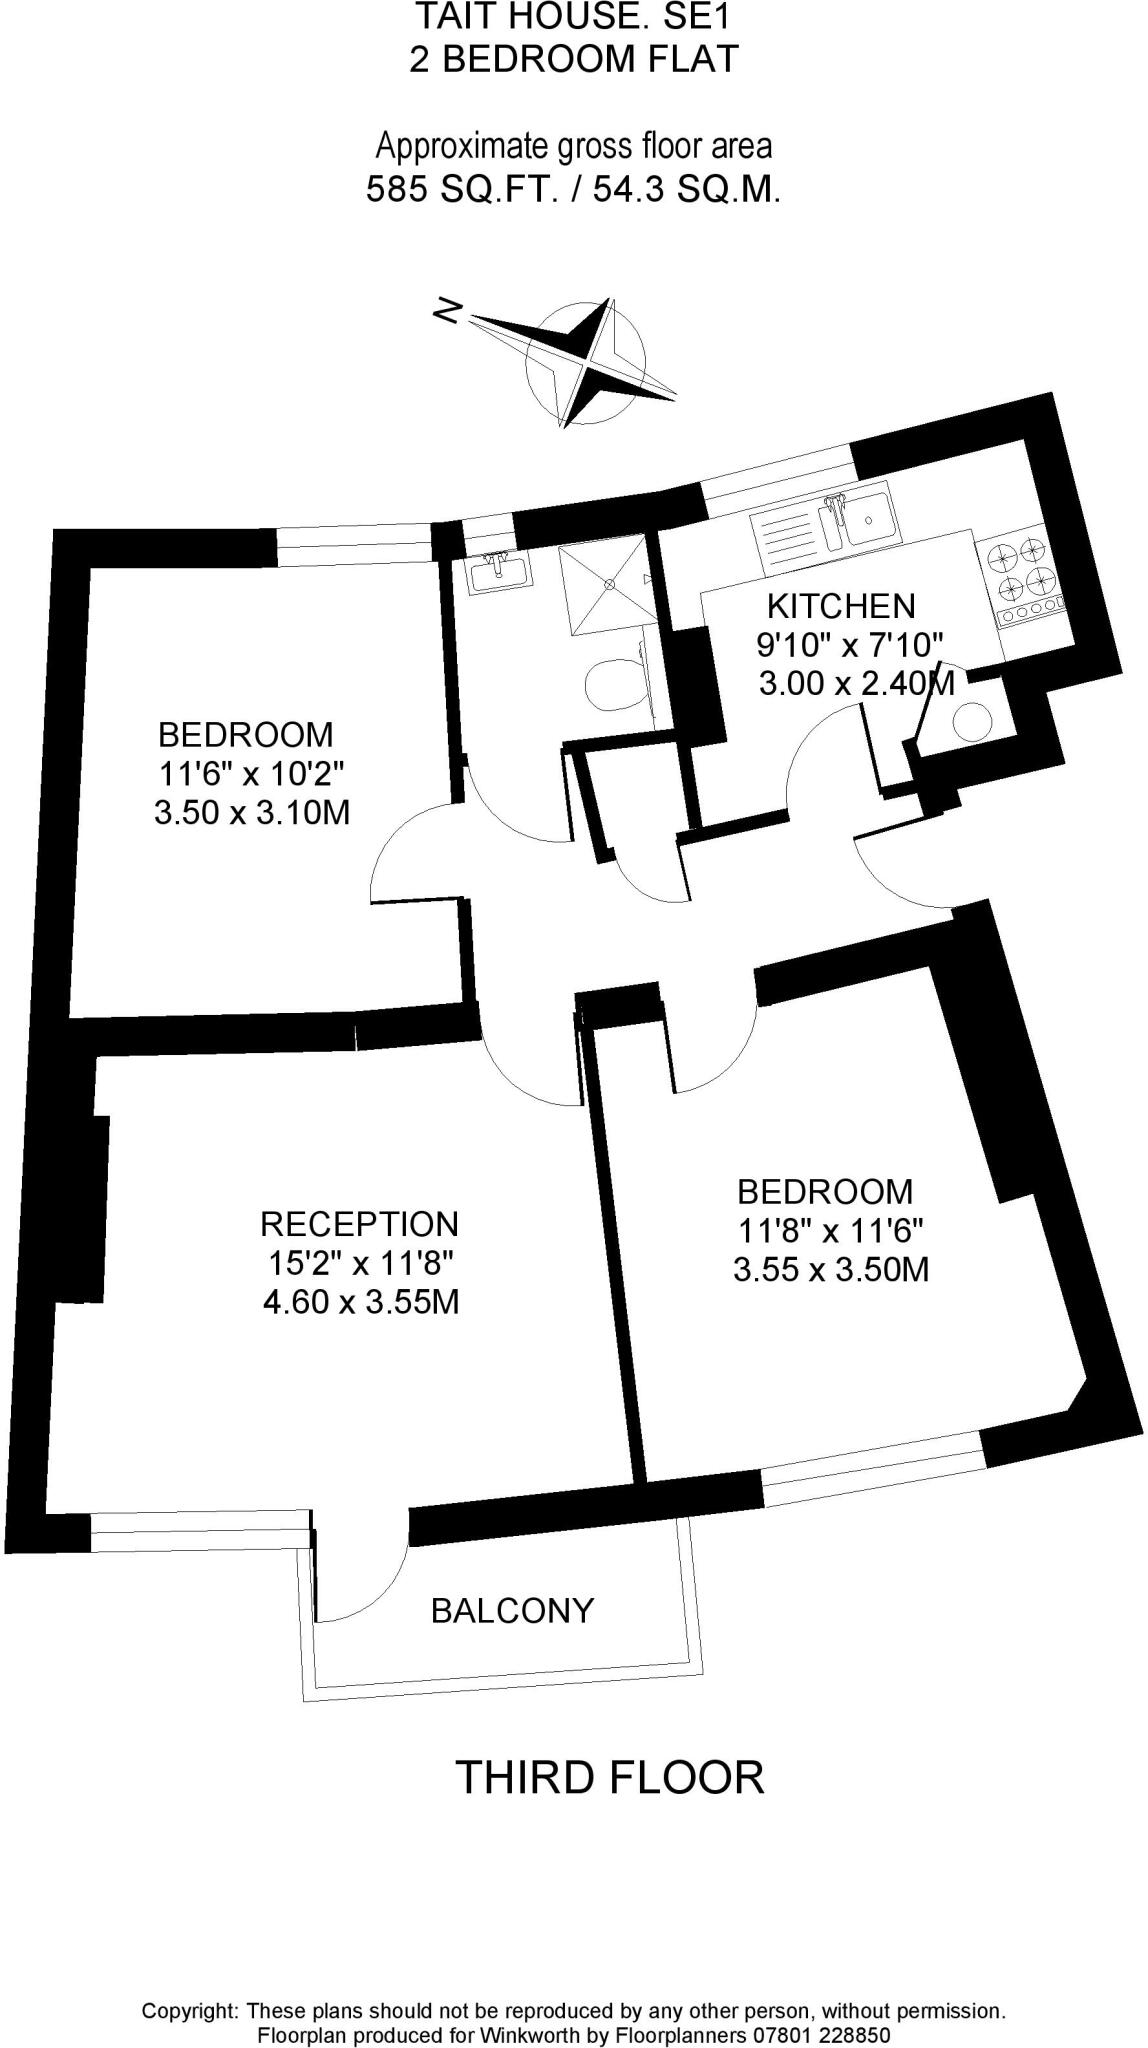 TAIT HOUSE. SE1
2 BEDROOM FLAT
Approximate gross floor area
585 SQ.FT. / 54.3 SQ.M.
N
KITCHEN
9'10" x 7'10"
3.00 x 2.40M
BEDROOM
11'6" x 10'2"
3.50 x 3.10M
BEDROOM
11'8" x 11'6"
3.55 x 3.50M
RECEPTION
15'2" x 11'8"
4.60 x 3.55M
BALCONY
THIRD FLOOR
Copyright: These plans should not be reproduced by any other person, without permission.
Floorplan produced for Winkworth by Floorplanners 07801 228850